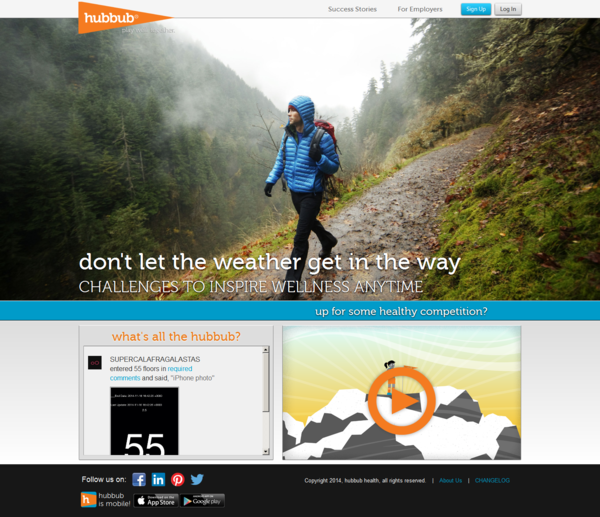 Success Stories
For Employers
Sign Up
Log In
hubbub®
don't let the weather get in the way
CHALLENGES TO INSPIRE WELLNESS ANYTIME
up for some healthy competition?
what's all the hubbub?
SUPERCALAFRAGALASTAS
entered 55 floors in required
comments and said, "iPhone photo"
55
Follow us on:
Copyright 2014, hubbub health, all rights reserved. | About Us | CHANGELOG
hubbub
is mobile!
App Store
Google play